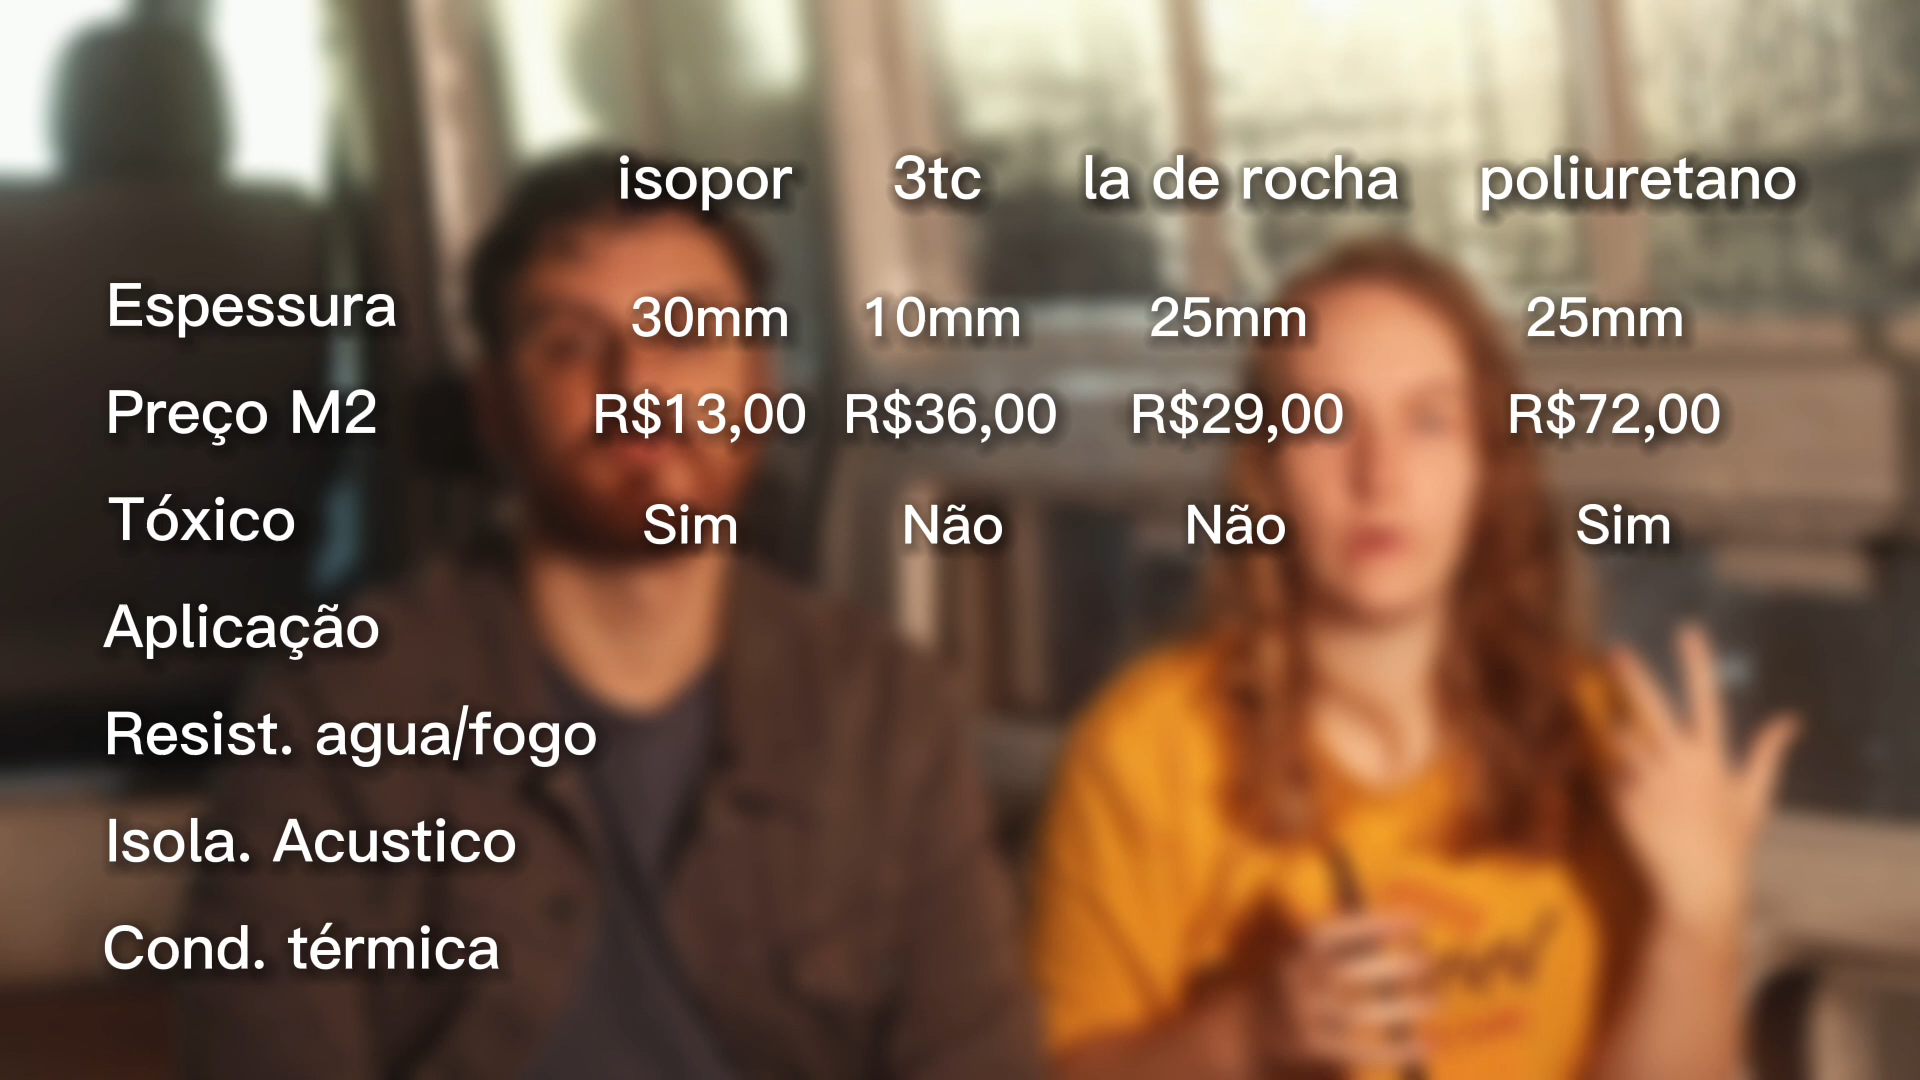 isopor 3tc la de rocha poliuretano
Espessura 30mm 10mm 25mm 25mm
Preço M2 R$13,00 R$36,00 R$29,00 R$72,00
Tóxico Sim Não Não Sim
Aplicação
Resist. agua/fogo
Isola. Acustico
Cond. térmica